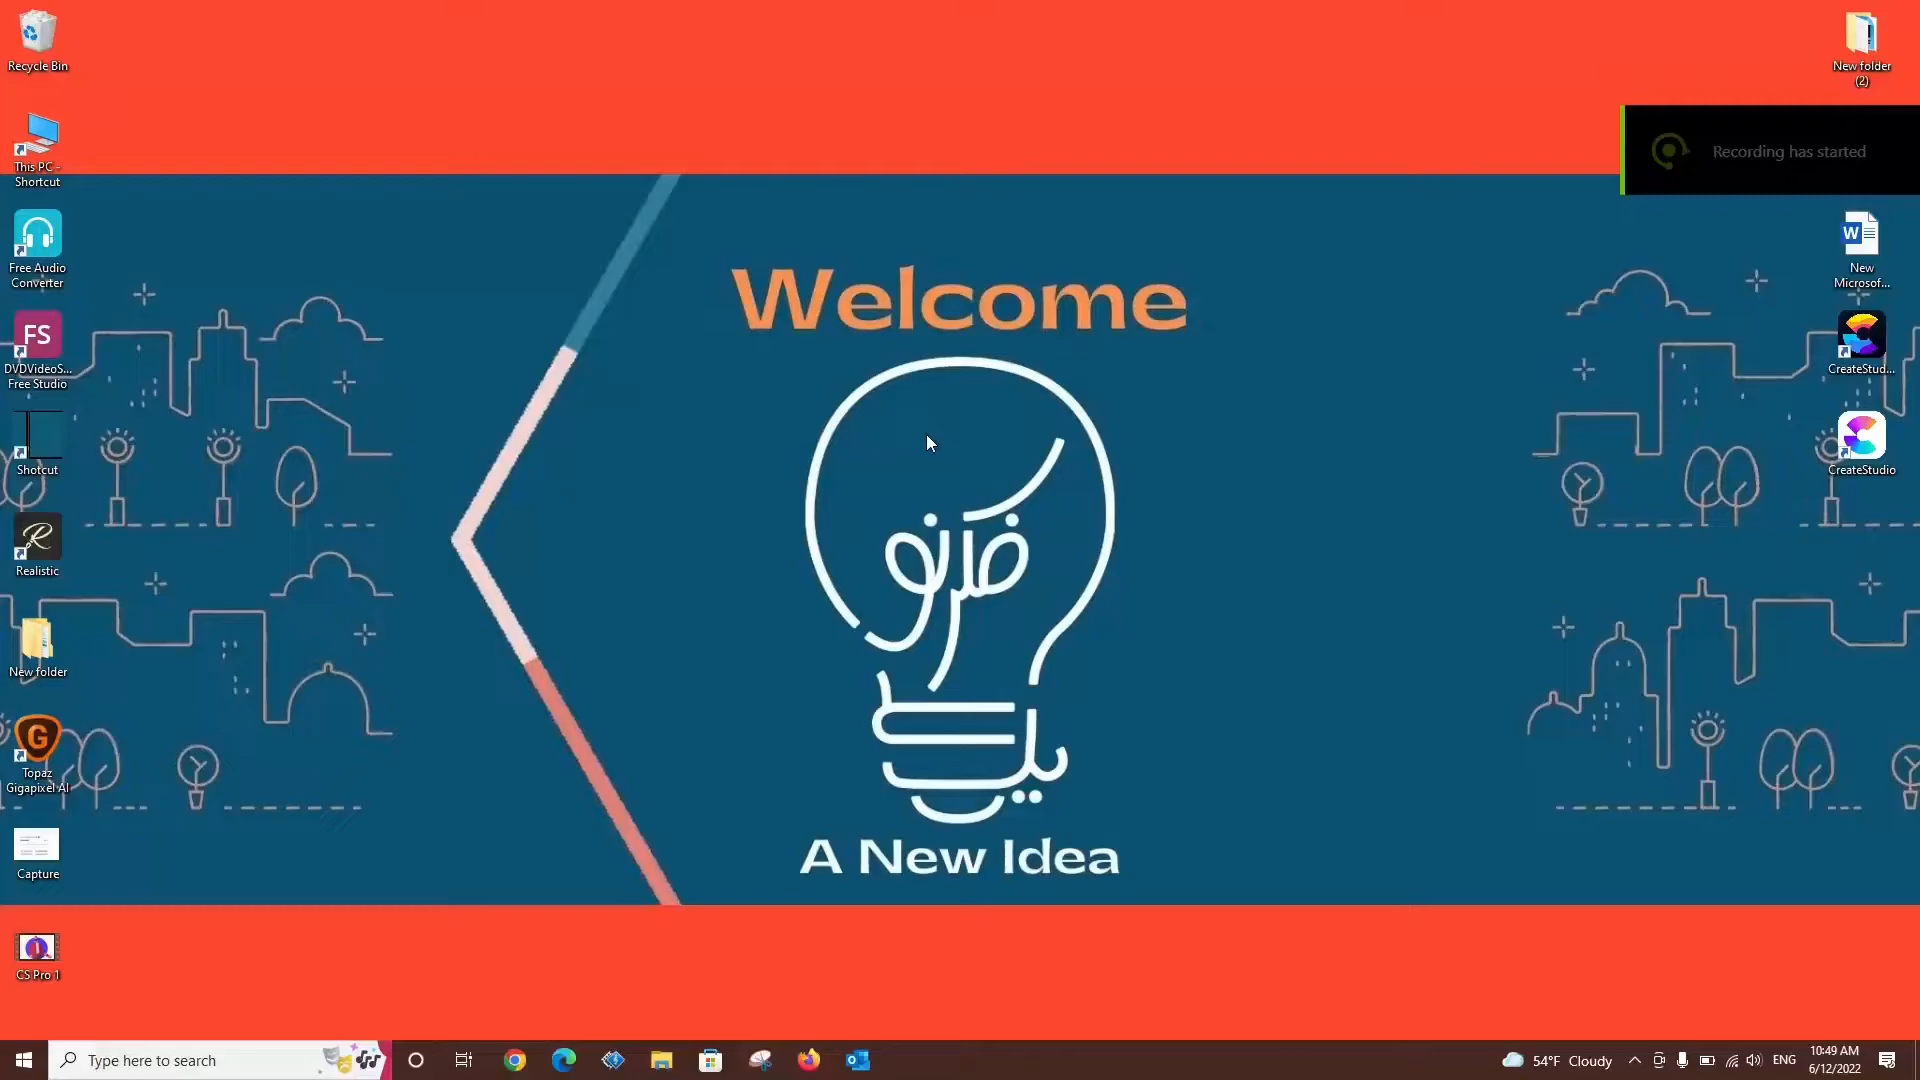 Recycle Bin
This PC -
Shortcut
Free Audio
Converter
FS
DVDVideoS...
Free Studio
Shotcut
R
Realistic
New folder
G
Topaz
Gigapixel AI
Capture
CS Pro 1
Welcome
یک
فکر نو
A New Idea
New folder
(2)
Recording has started
W
New
Microsof...
CreateStud...
CreateStudio
Type here to search
54°F Cloudy
ENG
10:49 AM
6/12/2022